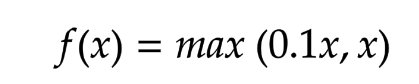 f(x) = max (0.1x, x)